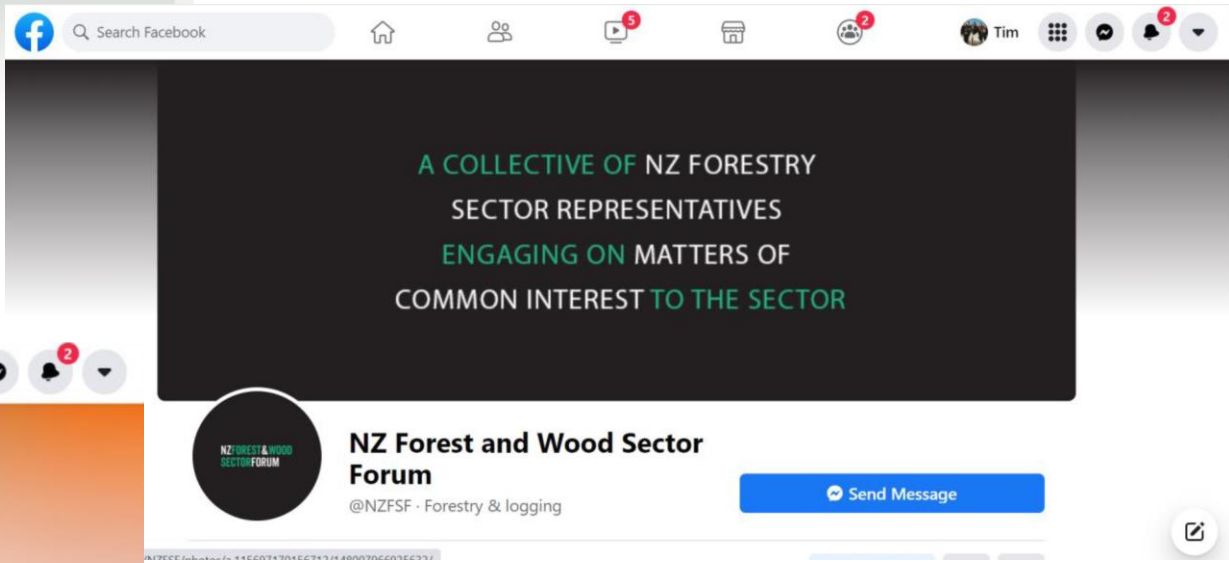 Search Facebook
5
2
Tim
2
A COLLECTIVE OF NZ FORESTRY
SECTOR REPRESENTATIVES
ENGAGING ON MATTERS OF
COMMON INTEREST TO THE SECTOR
2
NZFOREST&WOOD
SECTORFORUM
NZ Forest and Wood Sector
Forum
@NZFSF · Forestry & logging
Send Message